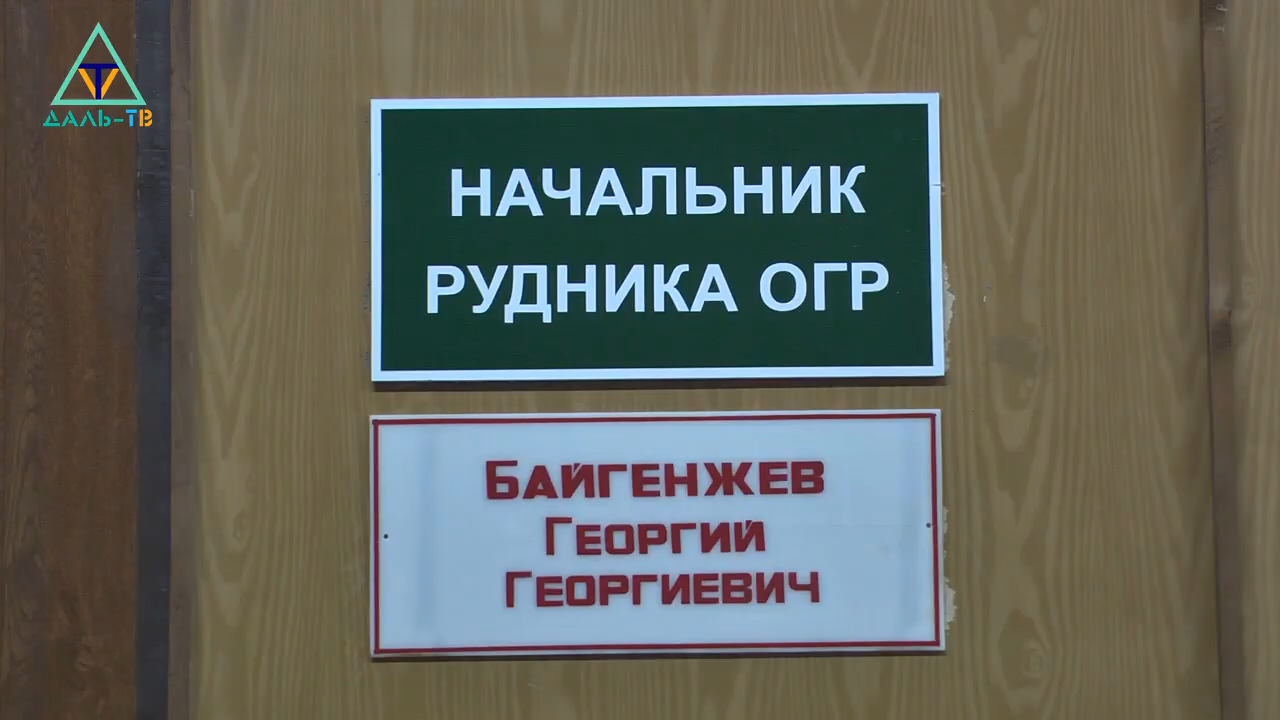 ДАЛЬ-ТВ
НАЧАЛЬНИК
РУДНИКА ОГР
БАЙГЕНЖЕВ
ГЕОРГИЙ
ГЕОРГИЕВИЧ